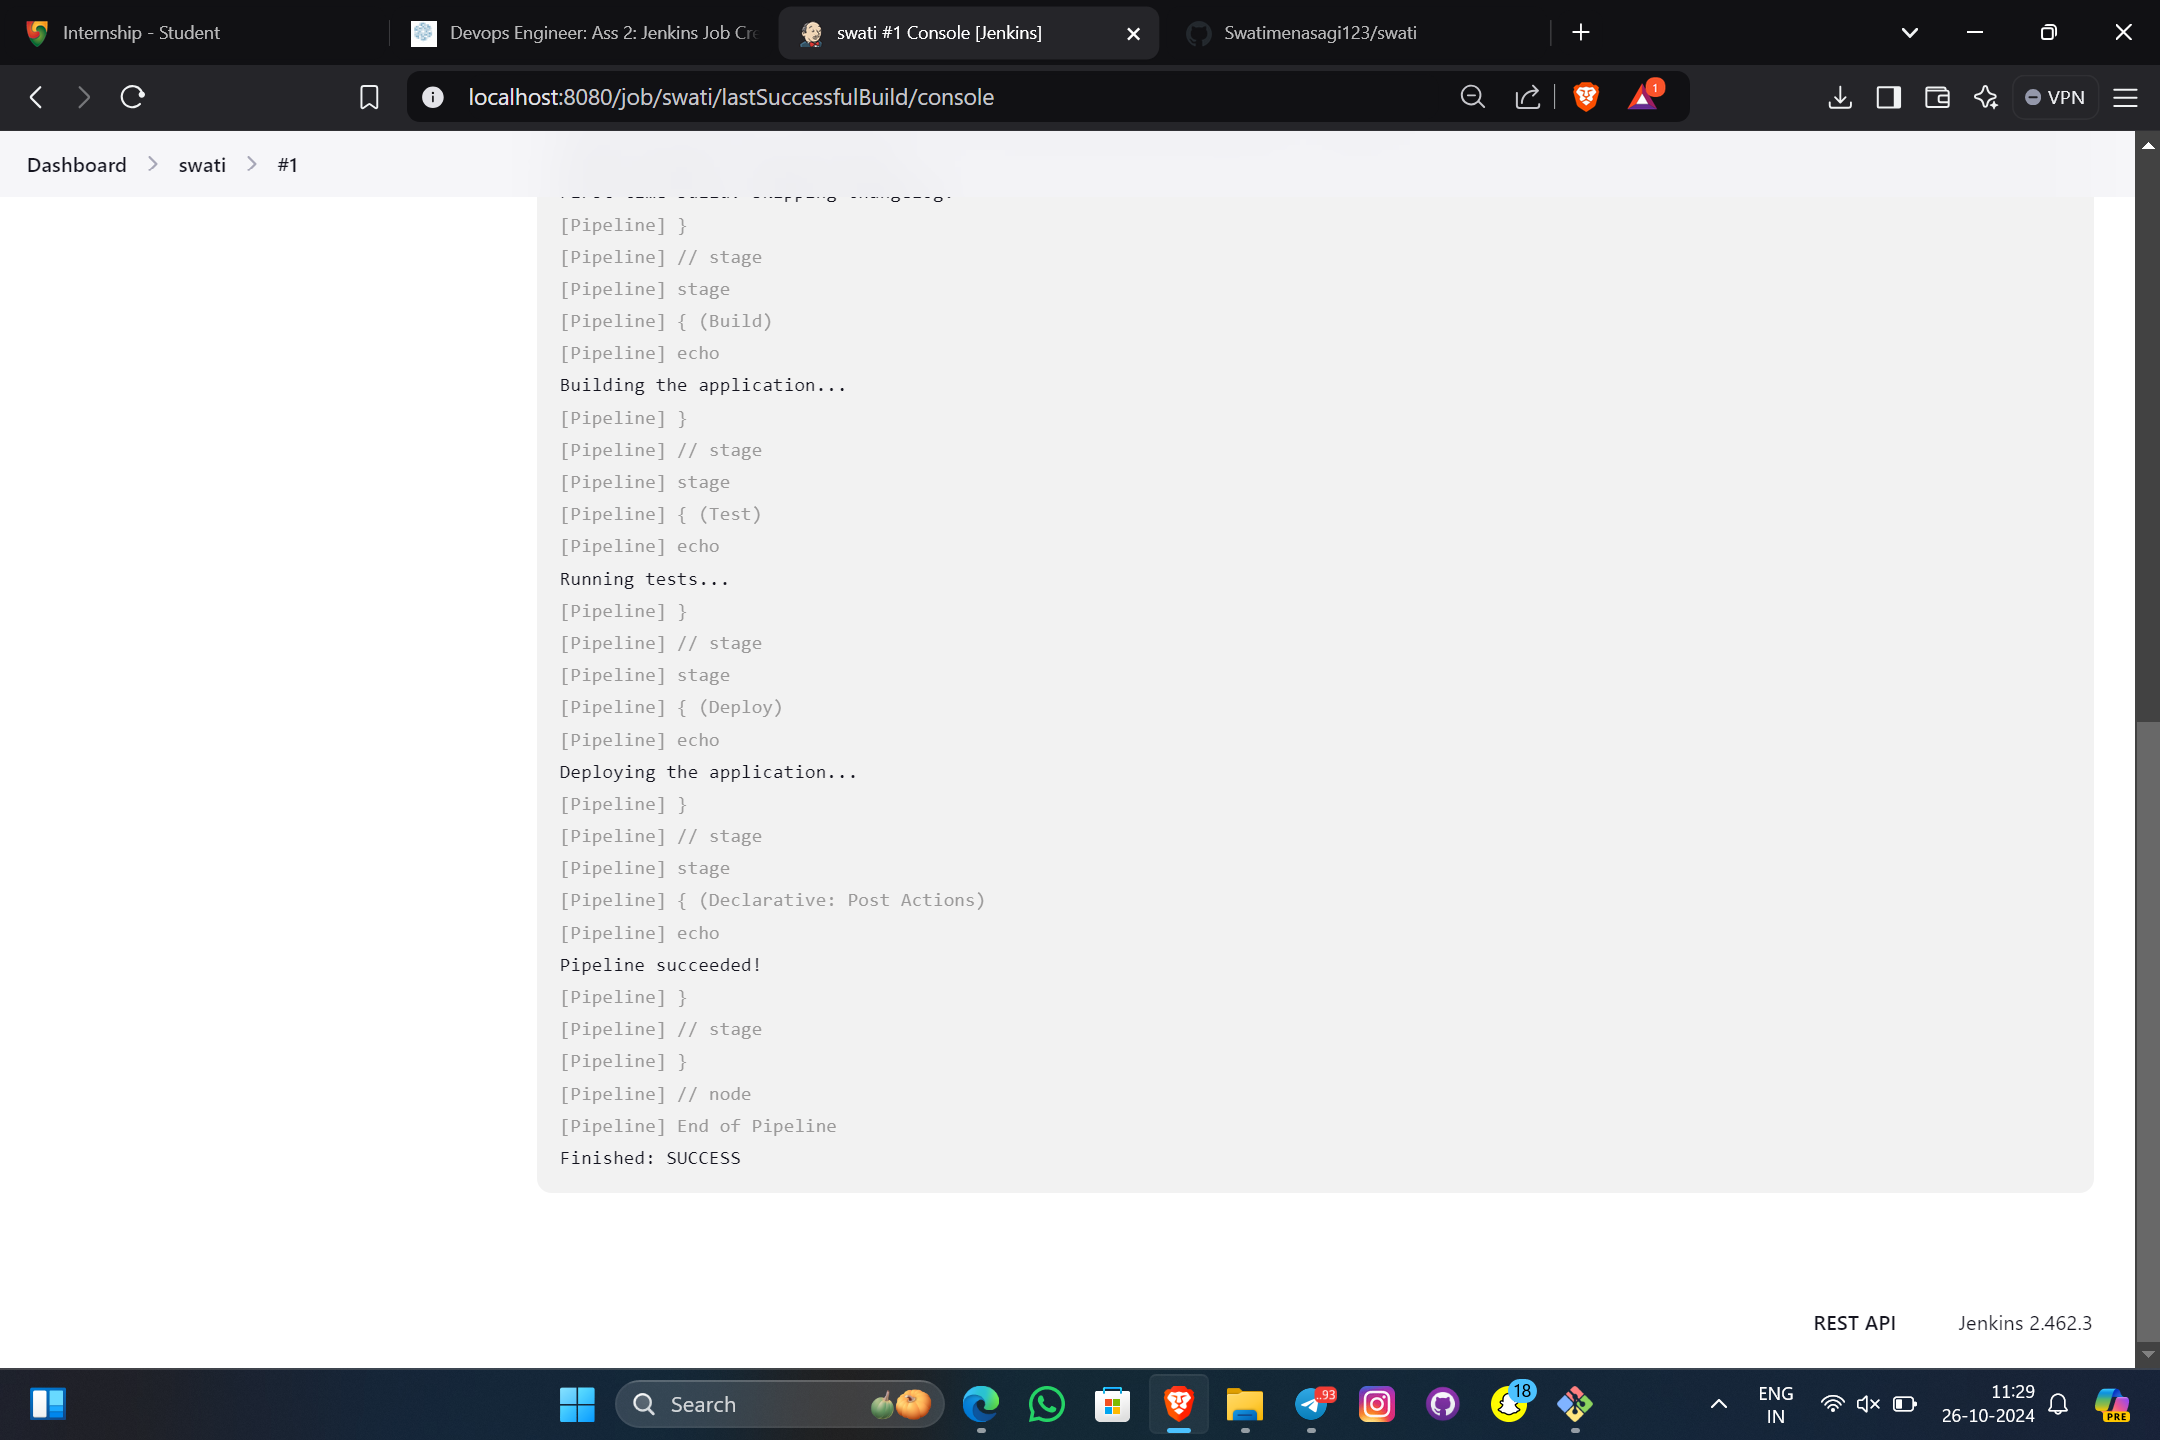 Internship - Student
Devops Engineer: Ass 2: Jenkins Job Cre
swati #1 Console [Jenkins]
Swatimenasagi123/swati
localhost:8080/job/swati/lastSuccessfulBuild/console
1
VPN
Dashboard
swati
#1
[Pipeline] }
[Pipeline] // stage
[Pipeline] stage
[Pipeline] { (Build)
[Pipeline] echo
Building the application...
[Pipeline] }
[Pipeline] // stage
[Pipeline] stage
[Pipeline] { (Test)
[Pipeline] echo
Running tests...
[Pipeline] }
[Pipeline] // stage
[Pipeline] stage
[Pipeline] { (Deploy)
[Pipeline] echo
Deploying the application...
[Pipeline] }
[Pipeline] // stage
[Pipeline] stage
[Pipeline] { (Declarative: Post Actions)
[Pipeline] echo
Pipeline succeeded!
[Pipeline] }
[Pipeline] // stage
[Pipeline] }
[Pipeline] // node
[Pipeline] End of Pipeline
Finished: SUCCESS
REST API
Jenkins 2.462.3
Search
..93
18
ENG
IN
11:29
26-10-2024
PRE